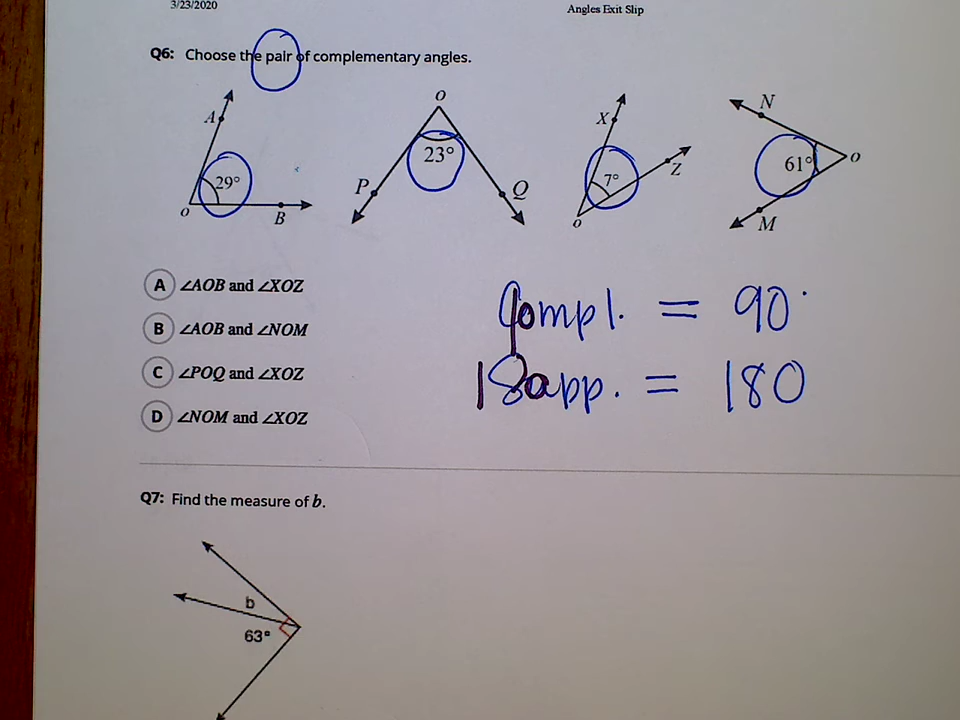 3/23/2020 Angles Exit Slip
Q6: Choose the pair of complementary angles.
A 29° O B
O 23° P Q
X 7° Z O
N 61° O M
A ∠AOB and ∠XOZ
B ∠AOB and ∠NOM
C ∠POQ and ∠XOZ
D ∠NOM and ∠XOZ
Compl. = 90
Supp. = 180
Q7: Find the measure of b.
b
63°